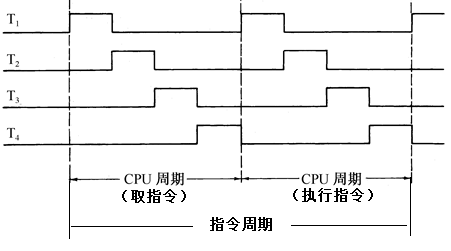 T₁
T₂
T₃
T₄
CPU 周期 CPU 周期
(取指令) (执行指令)
指令周期